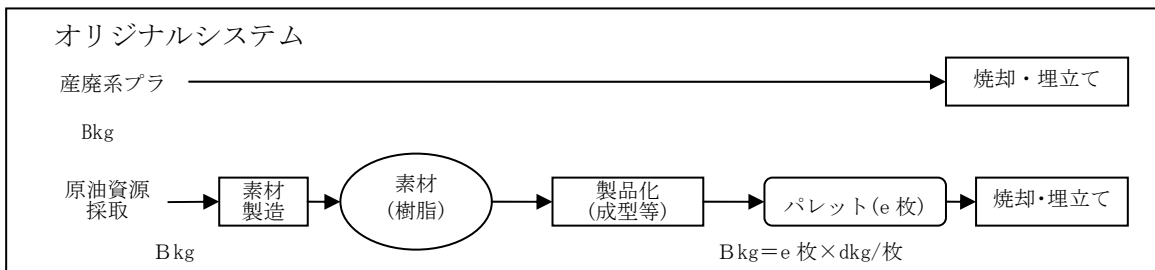 オリジナルシステム
産廃系プラ
焼却・埋立て
Bkg
原油資源
採取
素材
製造
素材
(樹脂)
製品化
(成型等)
パレット(e 枚)
焼却・埋立て
Ｂkg
Ｂkg＝e 枚×dkg/枚